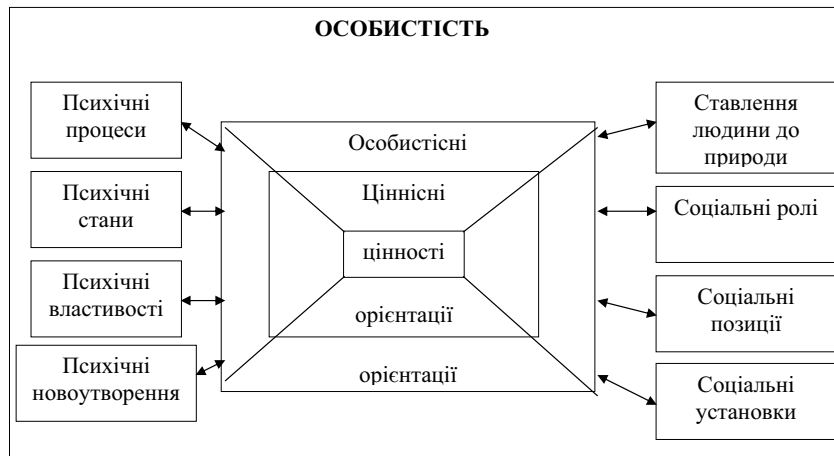 ОСОБИСТІСТЬ
Психічні
процеси
Психічні
стани
Психічні
властивості
Психічні
новоутворення
Особистісні
Ціннісні
цінності
орієнтації
орієнтації
Ставлення
людини до
природи
Соціальні ролі
Соціальні
позиції
Соціальні
установки